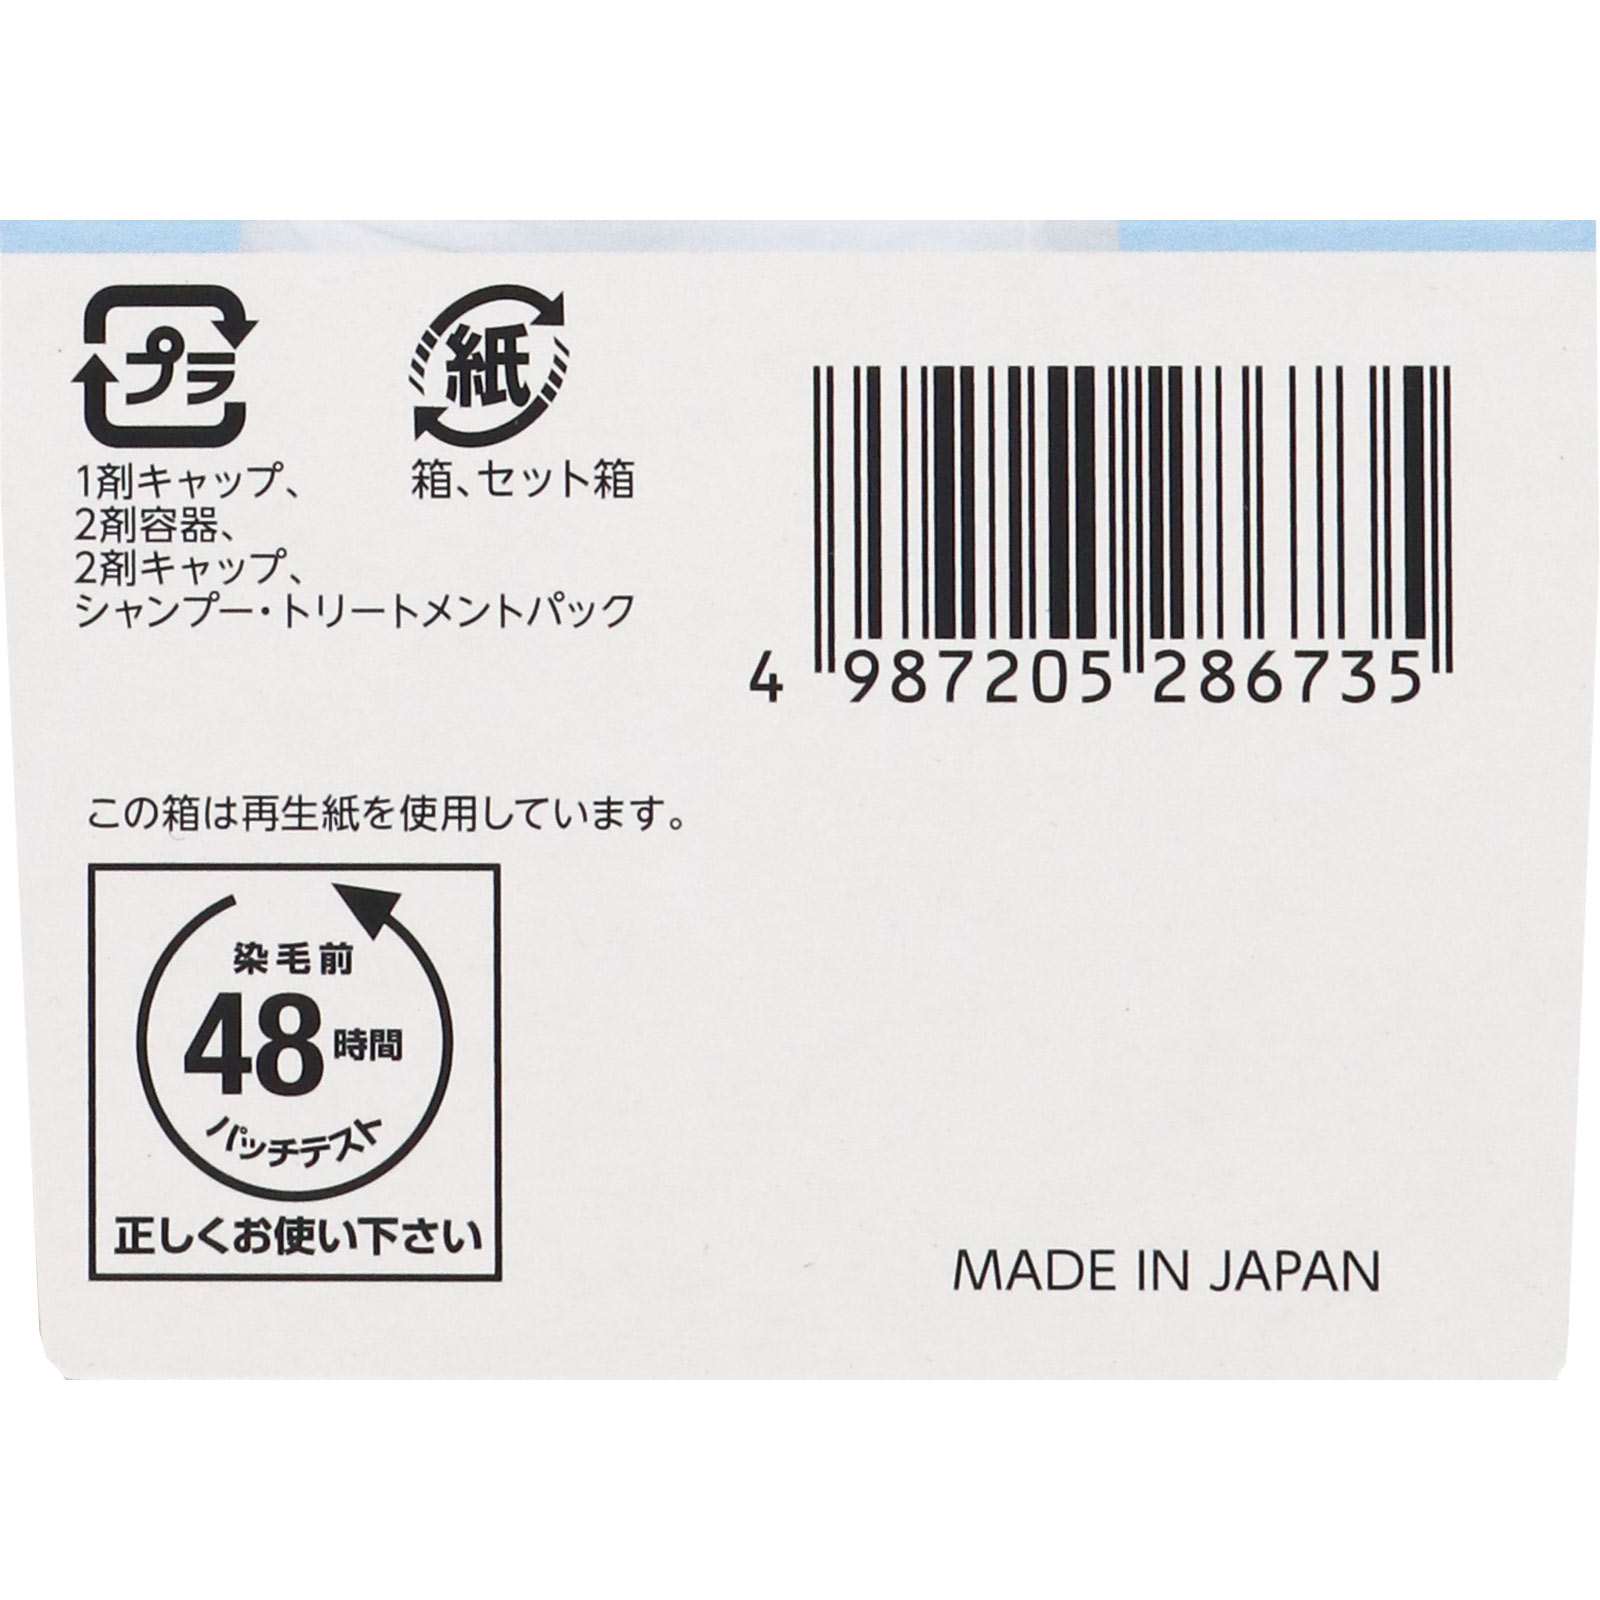 プラ
紙
1剤キャップ、
2剤容器、
2剤キャップ、
シャンプー・トリートメントパック
箱、セット箱
4 987205 286735
この箱は再生紙を使用しています。
染毛前
48時間
パッチテスト
正しくお使い下さい
MADE IN JAPAN